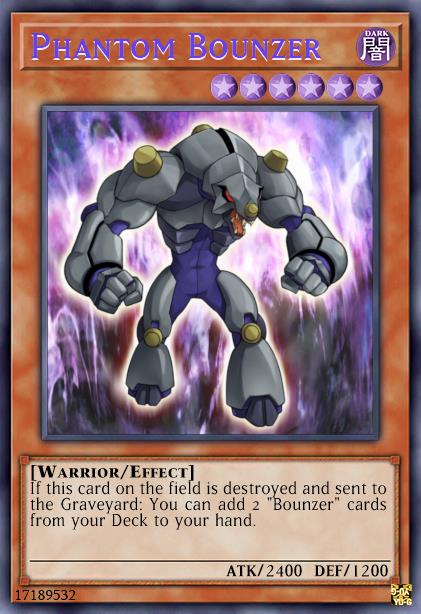 PHANTOM BOUNZER
DARK
闇
[WARRIOR/EFFECT]
If this card on the field is destroyed and sent to
the Graveyard: You can add 2 "Bounzer" cards
from your Deck to your hand.
ATK/2400 DEF/1200
17189532